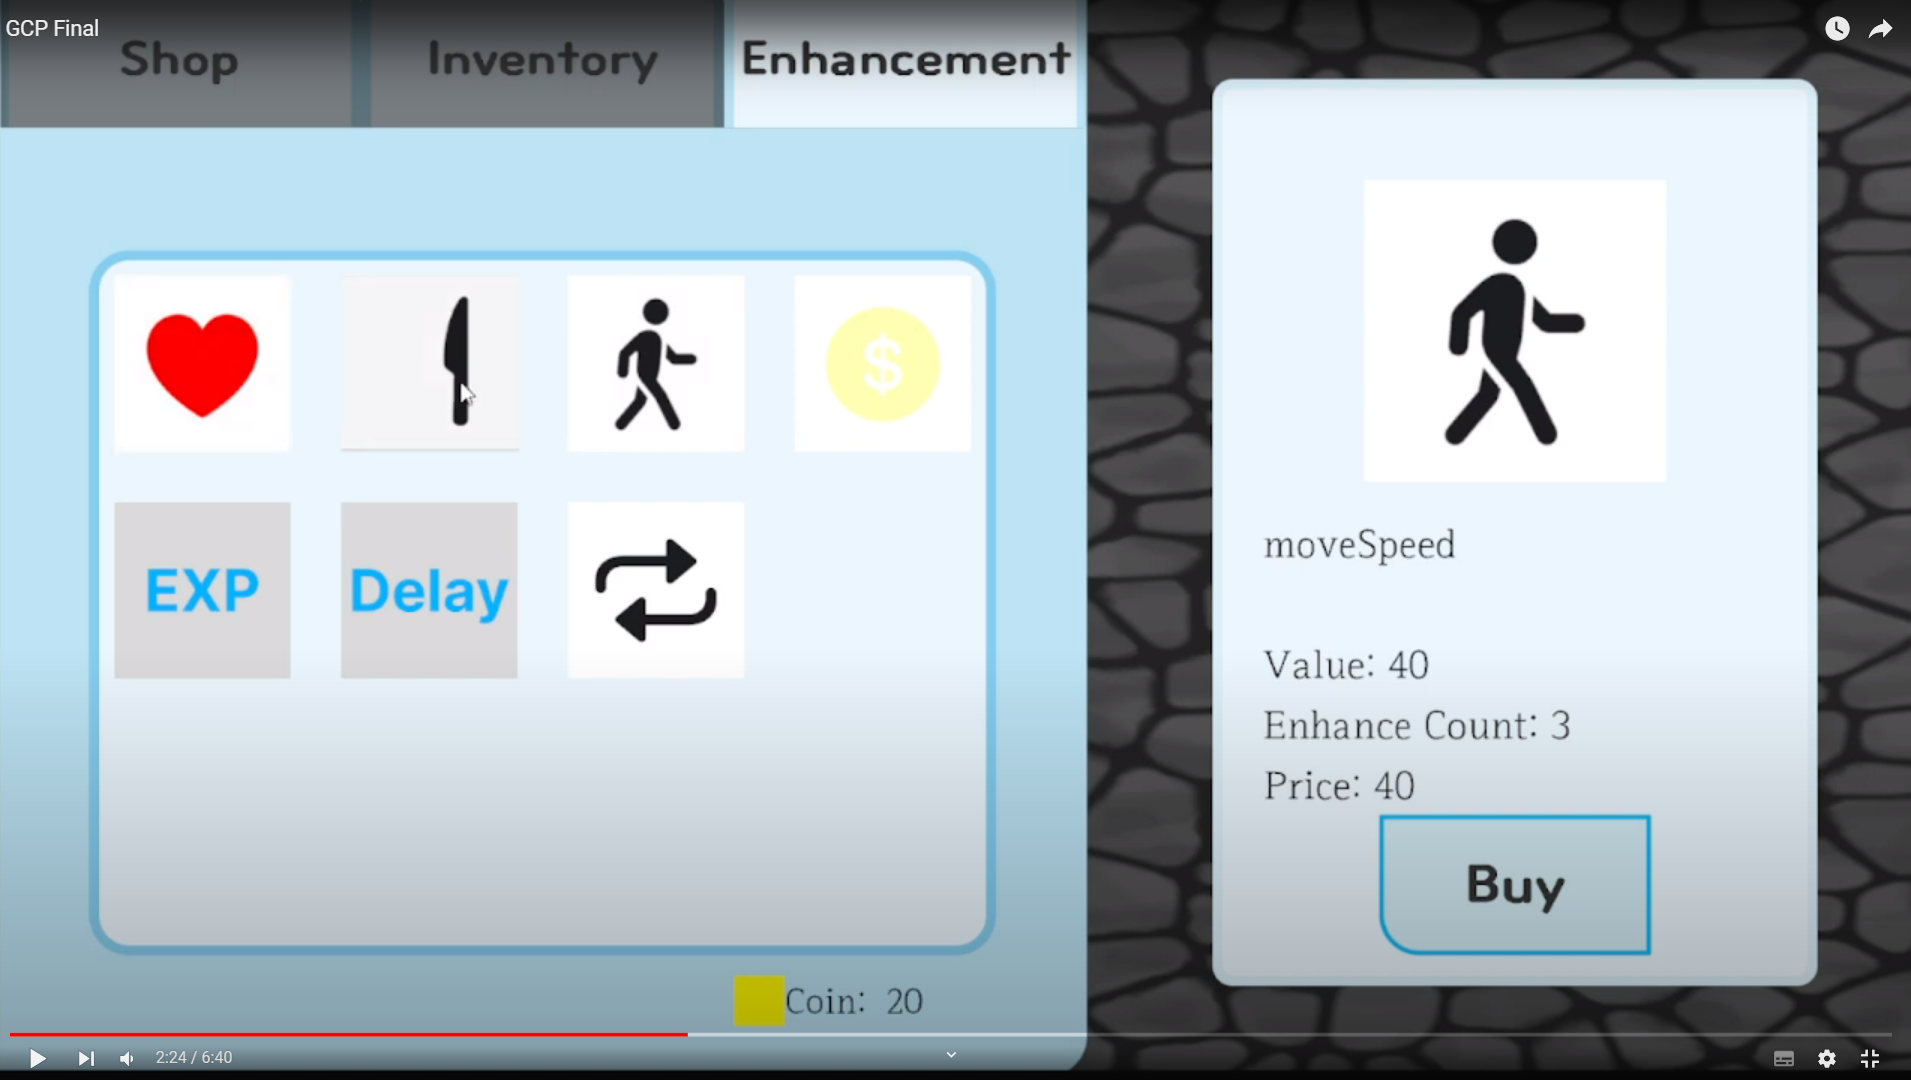 GCP Final
Shop
Inventory
Enhancement
$
EXP
Delay
moveSpeed
Value: 40
Enhance Count: 3
Price: 40
Buy
Coin: 20
2:24 / 6:40